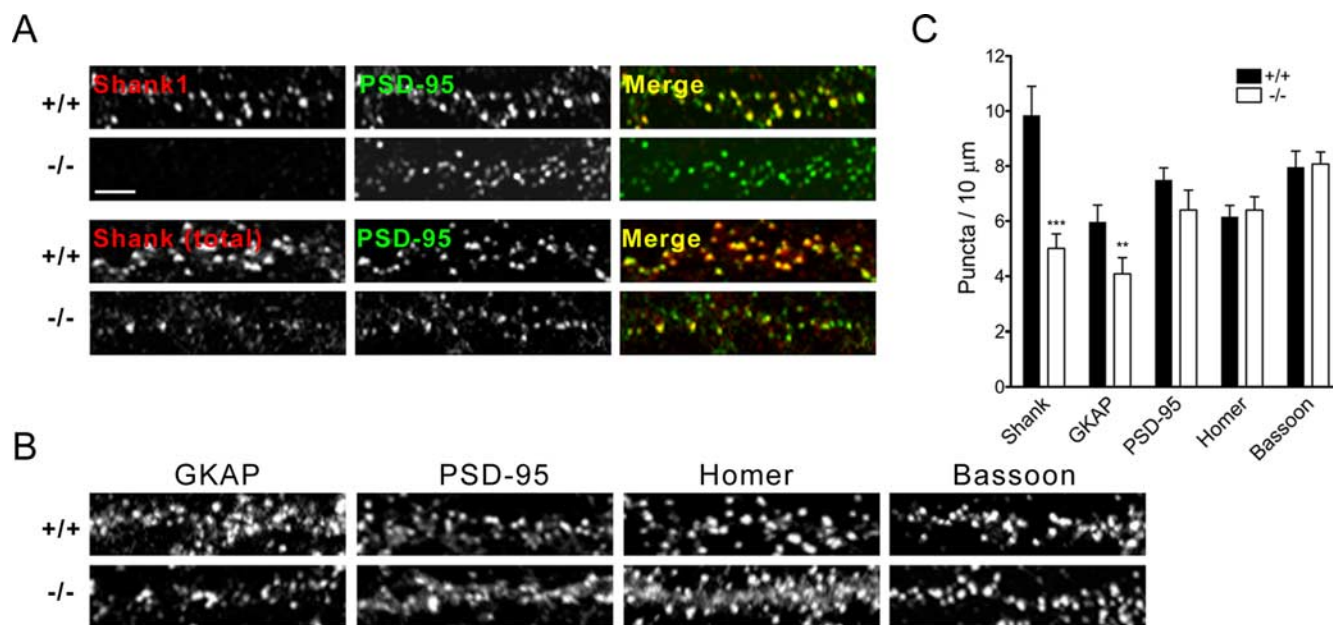 A
Shank1 PSD-95 Merge
+/+
-/-
Shank (total) PSD-95 Merge
+/+
-/-
B
GKAP PSD-95 Homer Bassoon
+/+
-/-
C
12
10
8
6
4
2
0
Puncta / 10 μm
+/+
-/-
***
**
Shank
GKAP
PSD-95
Homer
Bassoon